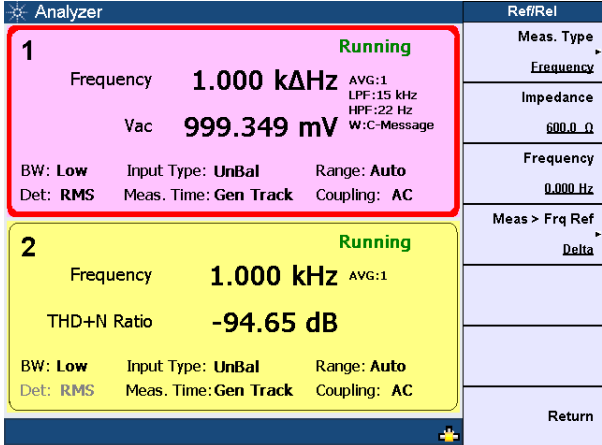 Analyzer
1
Running
Frequency 1.000 kΔHz AVG:1
LPF:15 kHz
HPF:22 Hz
Vac 999.349 mV W:C-Message
BW: Low Input Type: UnBal Range: Auto
Det: RMS Meas. Time: Gen Track Coupling: AC
2
Running
Frequency 1.000 kHz AVG:1
THD+N Ratio -94.65 dB
BW: Low Input Type: UnBal Range: Auto
Det: RMS Meas. Time: Gen Track Coupling: AC
Ref/Rel
Meas. Type
Frequency
Impedance
600.0 Ω
Frequency
0.000 Hz
Meas > Frq Ref
Delta
Return